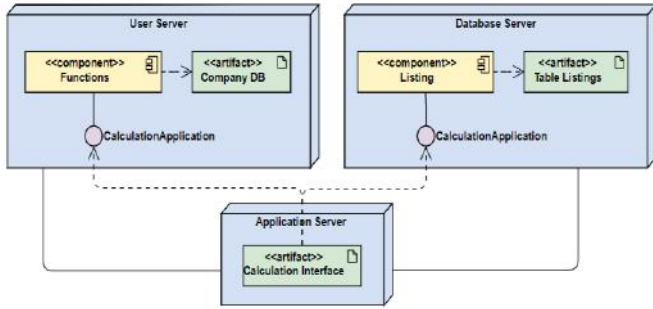 User Server
<<component>>
Functions
<<artifact>>
Company DB
CalculationApplication
Database Server
<<component>>
Listing
<<artifact>>
Table Listings
CalculationApplication
Application Server
<<artifact>>
Calculation Interface